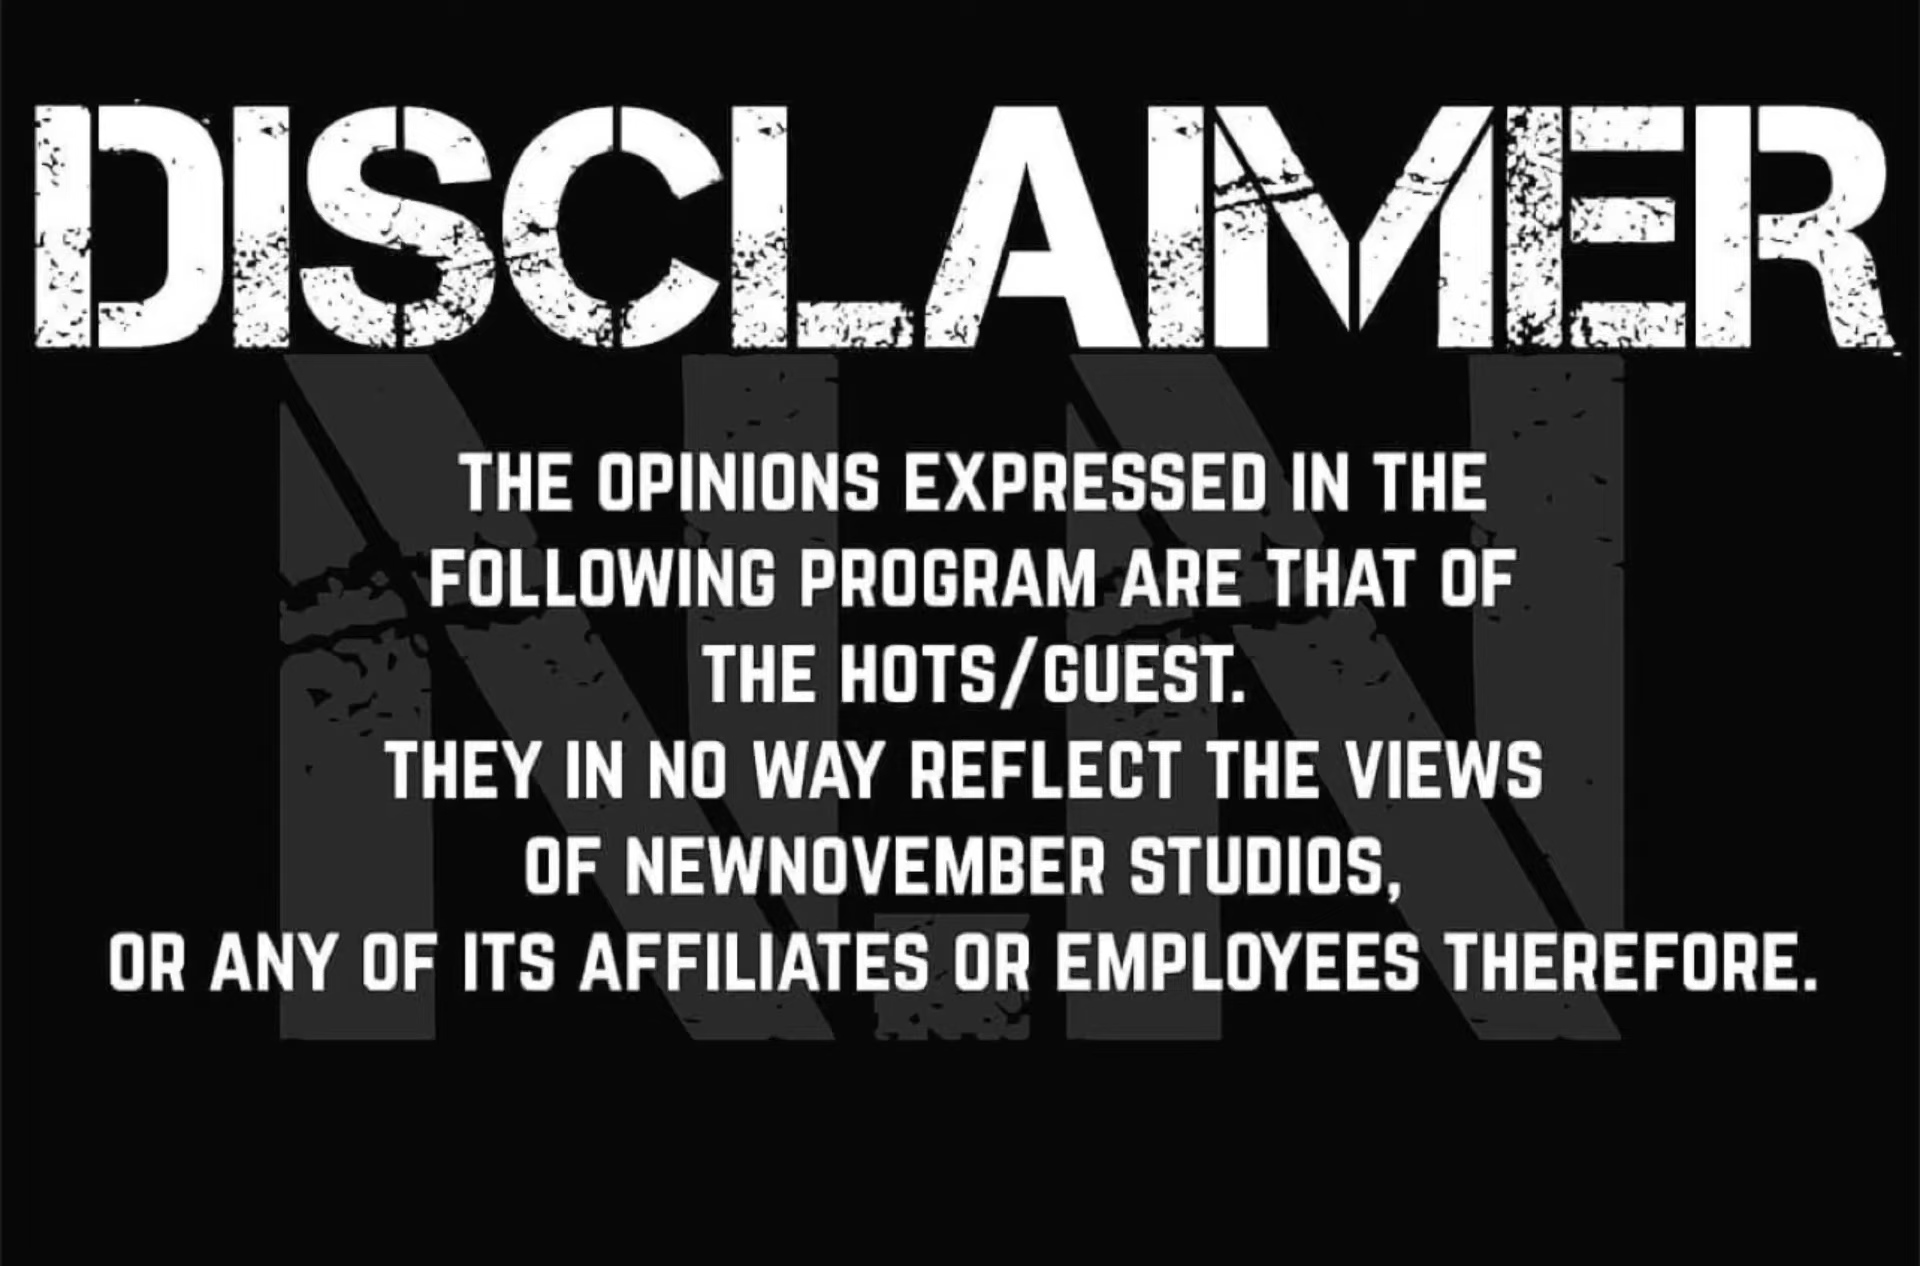 DISCLAIMER
N.N
THE OPINIONS EXPRESSED IN THE
FOLLOWING PROGRAM ARE THAT OF
THE HOTS/GUEST.
THEY IN NO WAY REFLECT THE VIEWS
OF NEWNOVEMBER STUDIOS,
OR ANY OF ITS AFFILIATES OR EMPLOYEES THEREFORE.